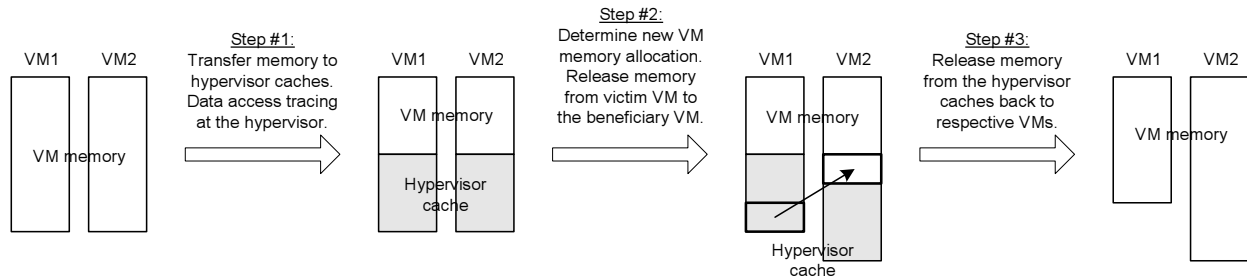 Step #1:
Transfer memory to
hypervisor caches.
Data access tracing
at the hypervisor.
Step #2:
Determine new VM
memory allocation.
Release memory
from victim VM to
the beneficiary VM.
Step #3:
Release memory
from the hypervisor
caches back to
respective VMs.
VM1 VM2
VM memory
VM1 VM2
VM memory
Hypervisor
cache
VM1 VM2
VM memory
Hypervisor
cache
VM1 VM2
VM memory